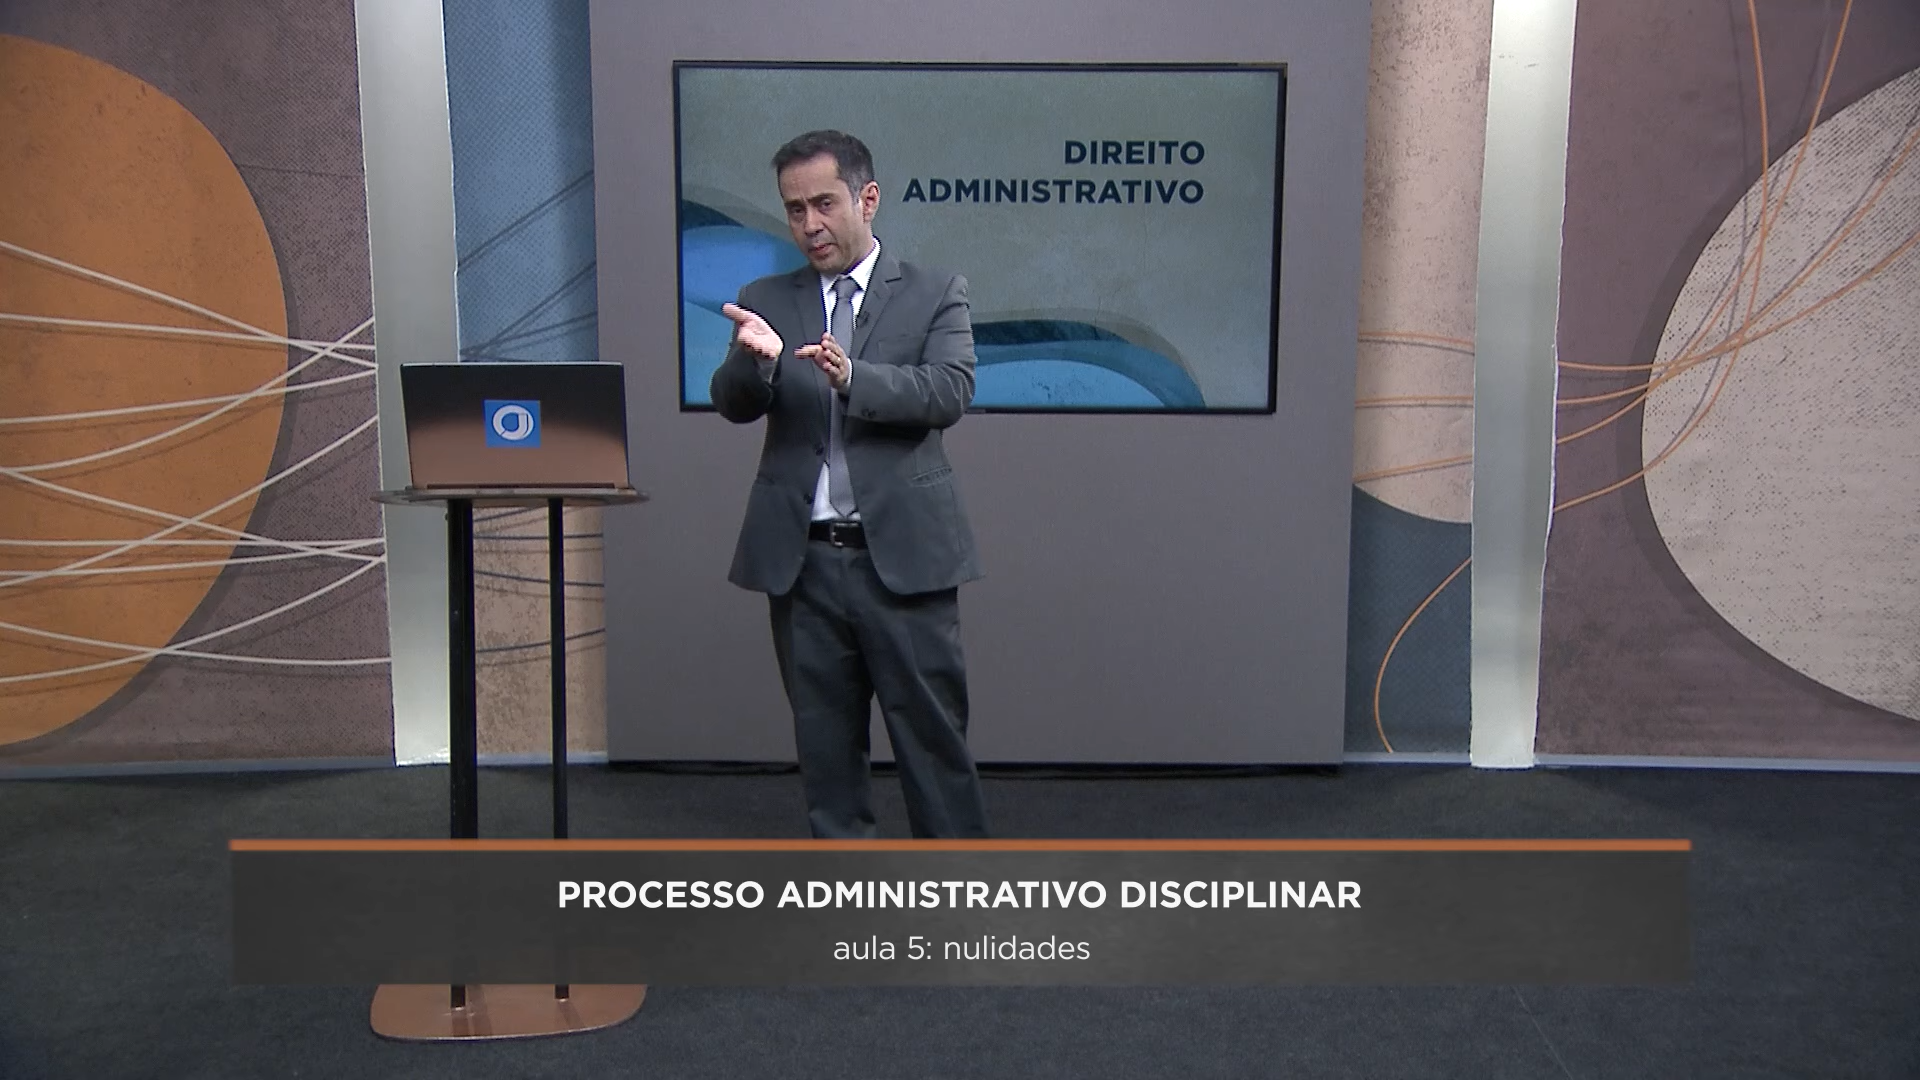 DIREITO
ADMINISTRATIVO
PROCESSO ADMINISTRATIVO DISCIPLINAR
aula 5: nulidades